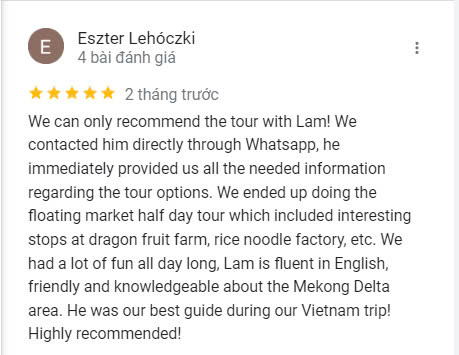 E
Eszter Lehóczki
4 bài đánh giá
2 tháng trước
We can only recommend the tour with Lam! We
contacted him directly through Whatsapp, he
immediately provided us all the needed information
regarding the tour options. We ended up doing the
floating market half day tour which included interesting
stops at dragon fruit farm, rice noodle factory, etc. We
had a lot of fun all day long, Lam is fluent in English,
friendly and knowledgeable about the Mekong Delta
area. He was our best guide during our Vietnam trip!
Highly recommended!